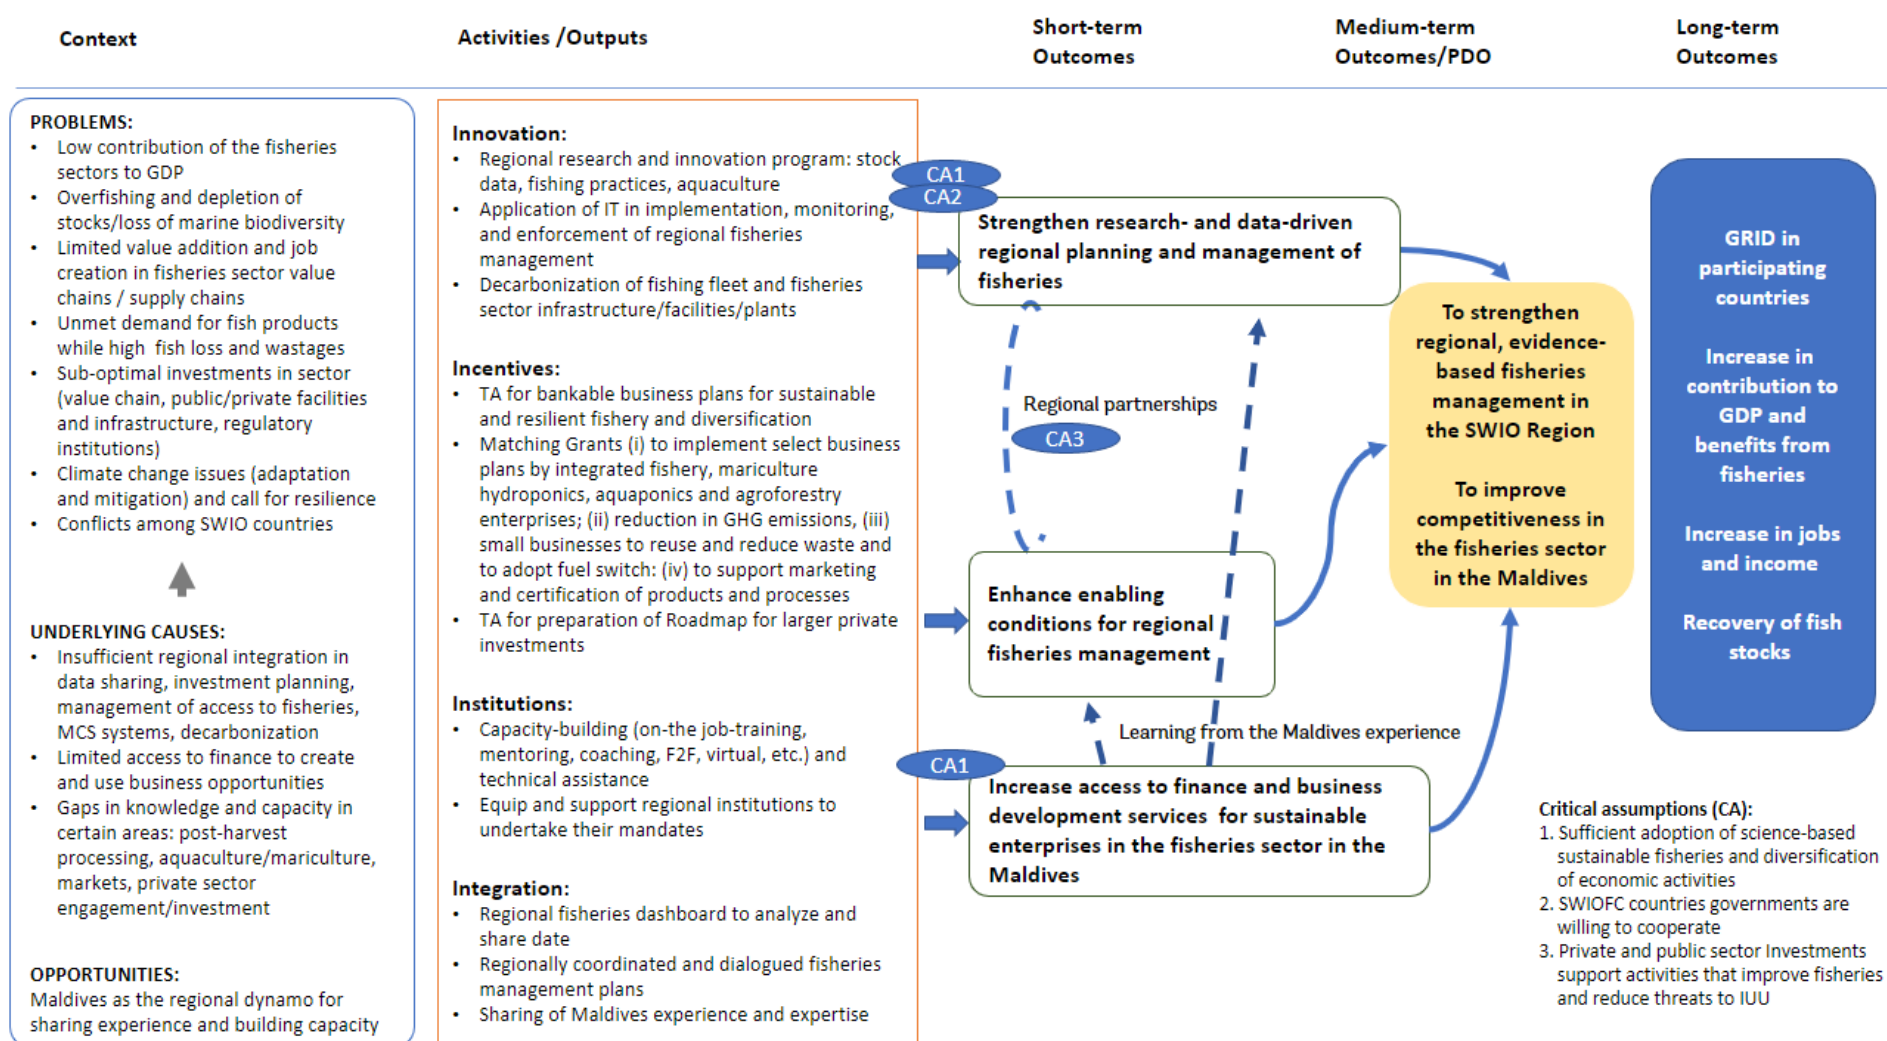 Context
Activities /Outputs
Short-term
Outcomes
Medium-term
Outcomes/PDO
Long-term
Outcomes
PROBLEMS:
• Low contribution of the fisheries
sectors to GDP
• Overfishing and depletion of
stocks/loss of marine biodiversity
• Limited value addition and job
creation in fisheries sector value
chains / supply chains
• Unmet demand for fish products
while high fish loss and wastages
• Sub-optimal investments in sector
(value chain, public/private facilities
and infrastructure, regulatory
institutions)
• Climate change issues (adaptation
and mitigation) and call for resilience
• Conflicts among SWIO countries
UNDERLYING CAUSES:
• Insufficient regional integration in
data sharing, investment planning,
management of access to fisheries,
MCS systems, decarbonization
• Limited access to finance to create
and use business opportunities
• Gaps in knowledge and capacity in
certain areas: post-harvest
processing, aquaculture/mariculture,
markets, private sector
engagement/investment
OPPORTUNITIES:
Maldives as the regional dynamo for
sharing experience and building capacity
Innovation:
• Regional research and innovation program: stock
data, fishing practices, aquaculture
• Application of IT in implementation, monitoring,
and enforcement of regional fisheries
management
• Decarbonization of fishing fleet and fisheries
sector infrastructure/facilities/plants
Incentives:
• TA for bankable business plans for sustainable
and resilient fishery and diversification
• Matching Grants (i) to implement select business
plans by integrated fishery, mariculture
hydroponics, aquaponics and agroforestry
enterprises; (ii) reduction in GHG emissions, (iii)
small businesses to reuse and reduce waste and
to adopt fuel switch: (iv) to support marketing
and certification of products and processes
• TA for preparation of Roadmap for larger private
investments
Institutions:
• Capacity-building (on-the job-training,
mentoring, coaching, F2F, virtual, etc.) and
technical assistance
• Equip and support regional institutions to
undertake their mandates
Integration:
• Regional fisheries dashboard to analyze and
share date
• Regionally coordinated and dialogued fisheries
management plans
• Sharing of Maldives experience and expertise
CA1
CA2
Strengthen research- and data-driven
regional planning and management of
fisheries
Regional partnerships
CA3
Enhance enabling
conditions for regional
fisheries management
Learning from the Maldives experience
CA1
Increase access to finance and business
development services for sustainable
enterprises in the fisheries sector in the
Maldives
To strengthen
regional, evidence-
based fisheries
management in
the SWIO Region
To improve
competitiveness in
the fisheries sector
in the Maldives
GRID in
participating
countries
Increase in
contribution to
GDP and
benefits from
fisheries
Increase in jobs
and income
Recovery of fish
stocks
Critical assumptions (CA):
1. Sufficient adoption of science-based
sustainable fisheries and diversification
of economic activities
2. SWIOFC countries governments are
willing to cooperate
3. Private and public sector Investments
support activities that improve fisheries
and reduce threats to IUU